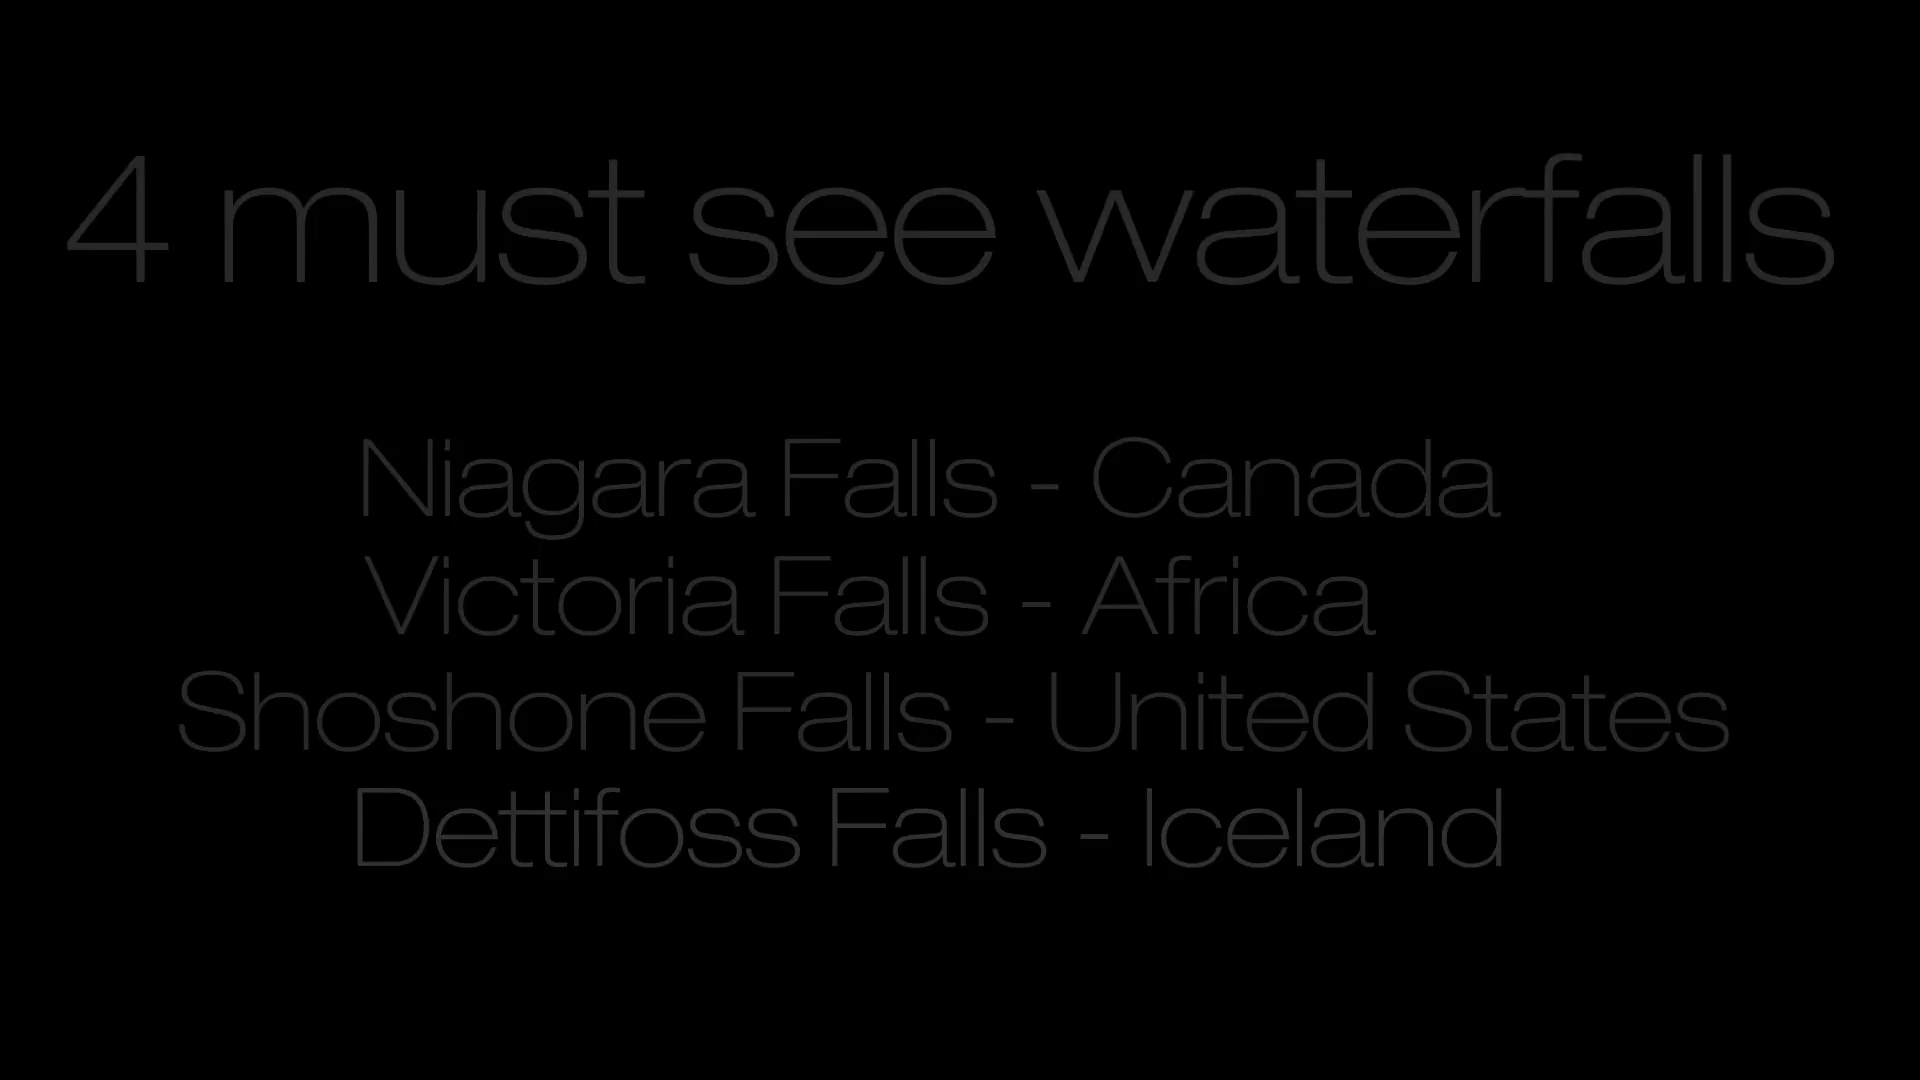 4 must see waterfalls
Niagara Falls - Canada
Victoria Falls - Africa
Shoshone Falls - United States
Dettifoss Falls - Iceland